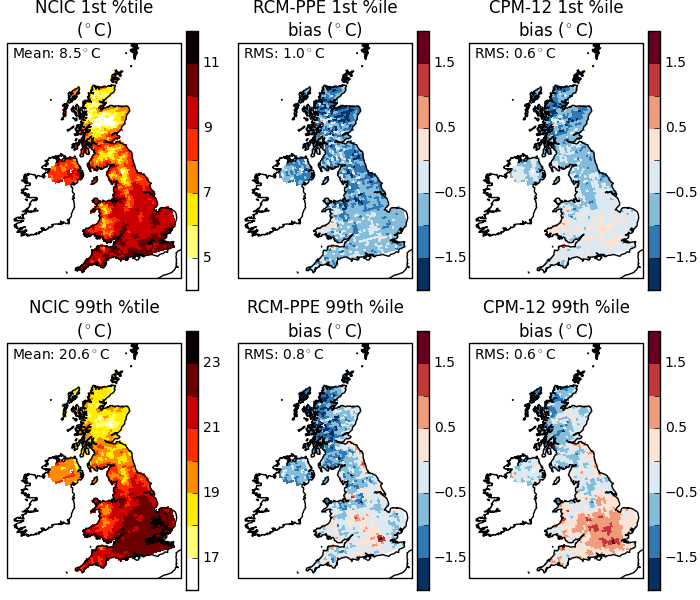 NCIC 1st %tile
(°C)
Mean: 8.5°C
11
9
7
5
RCM-PPE 1st %ile
bias (°C)
RMS: 1.0°C
1.5
0.5
−0.5
−1.5
CPM-12 1st %ile
bias (°C)
RMS: 0.6°C
1.5
0.5
−0.5
−1.5
NCIC 99th %tile
(°C)
Mean: 20.6°C
23
21
19
17
RCM-PPE 99th %ile
bias (°C)
RMS: 0.8°C
1.5
0.5
−0.5
−1.5
CPM-12 99th %ile
bias (°C)
RMS: 0.6°C
1.5
0.5
−0.5
−1.5